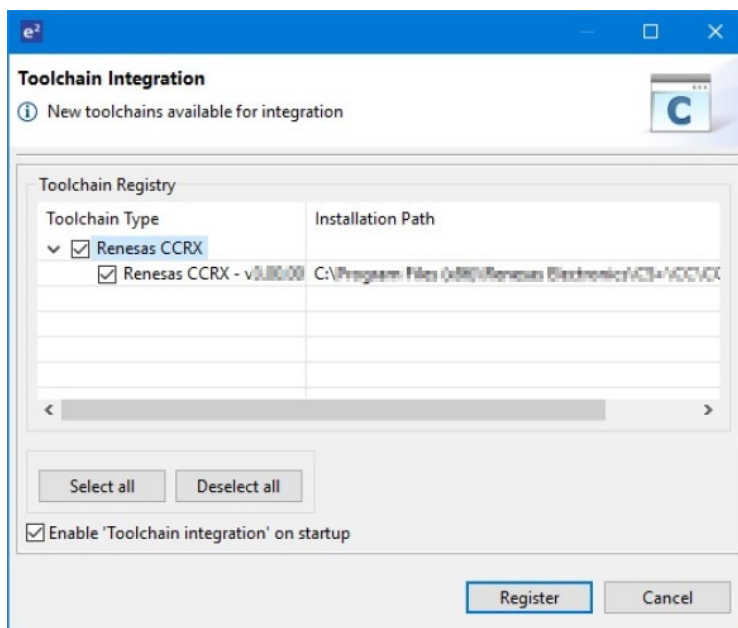 e²
Toolchain Integration
New toolchains available for integration
C
Toolchain Registry
Toolchain Type Installation Path
Renesas CCRX
Renesas CCRX - v C:\
Select all Deselect all
Enable 'Toolchain integration' on startup
Register Cancel